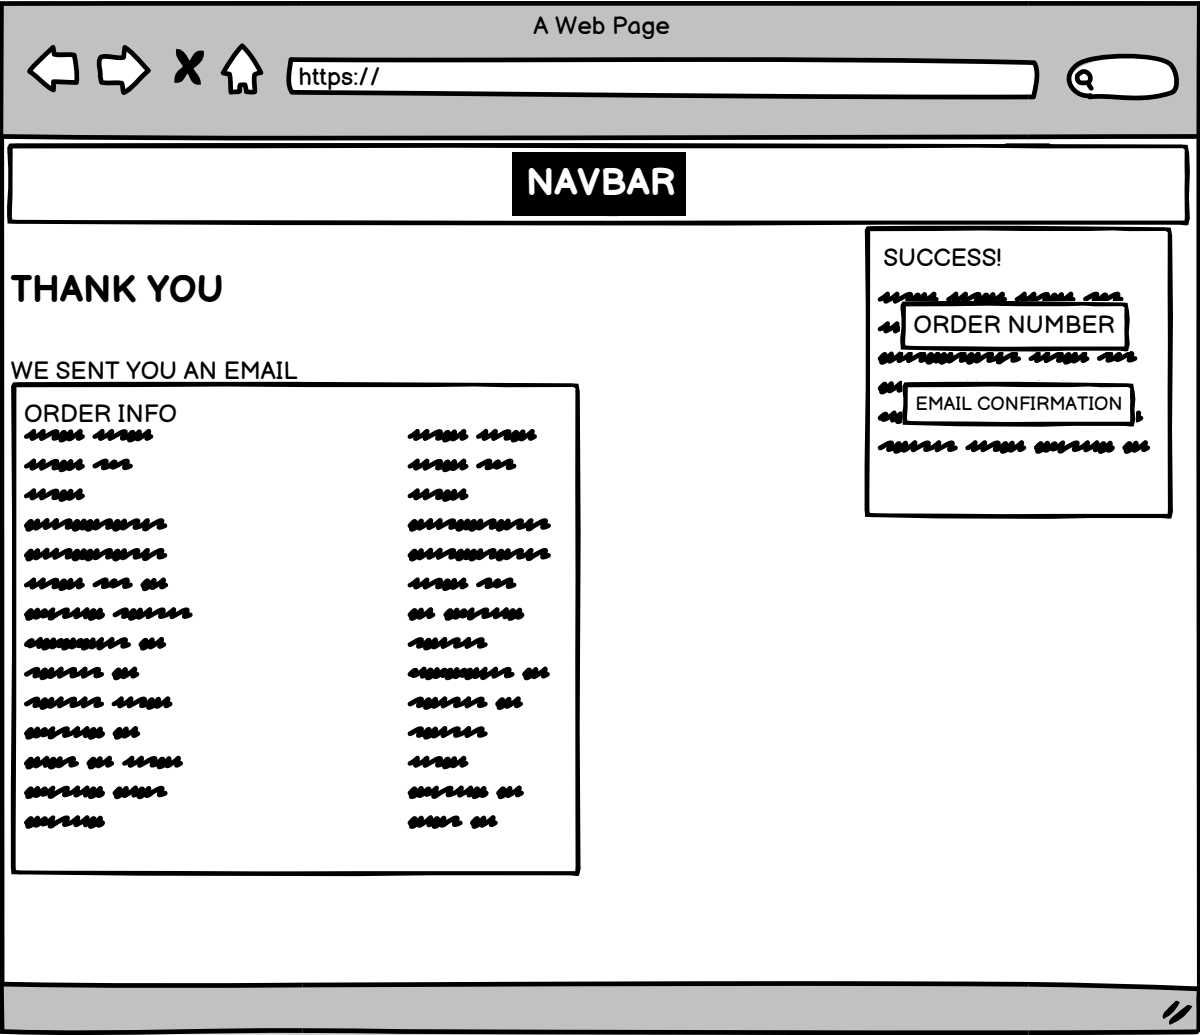 A Web Page
https://
NAVBAR
THANK YOU
WE SENT YOU AN EMAIL
ORDER INFO
SUCCESS!
ORDER NUMBER
EMAIL CONFIRMATION